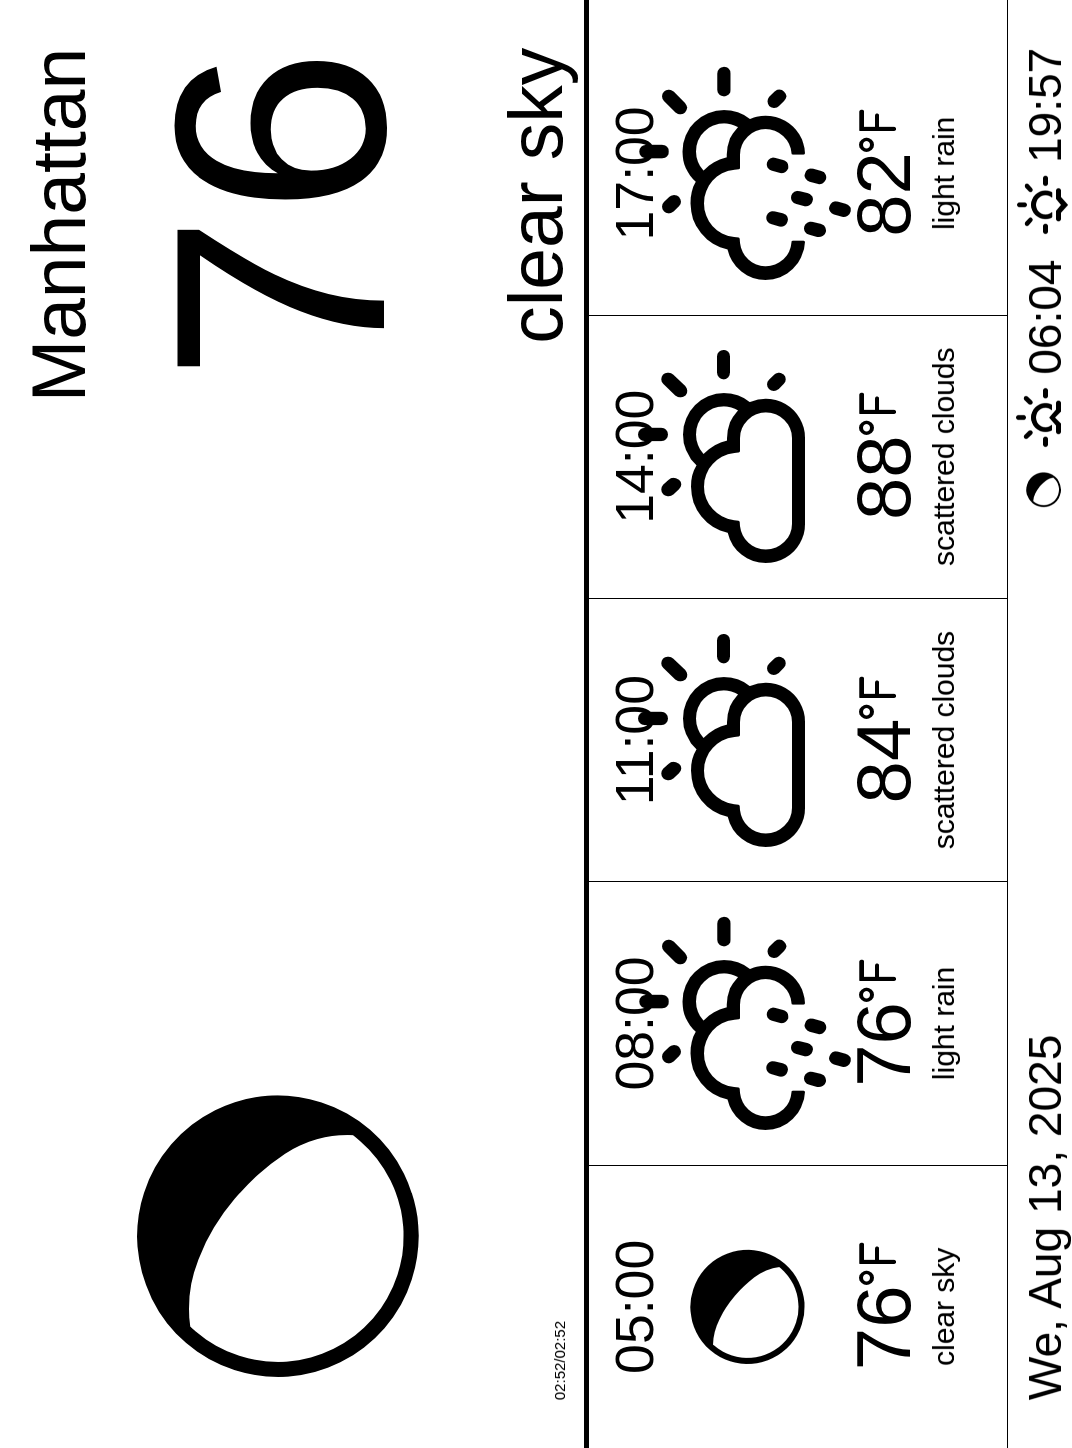 Manhattan
76
clear sky
02:52/02:52
05:00
76°F
clear sky
08:00
76°F
light rain
11:00
84°F
scattered clouds
14:00
88°F
scattered clouds
17:00
82°F
light rain
We, Aug 13, 2025
06:04
19:57